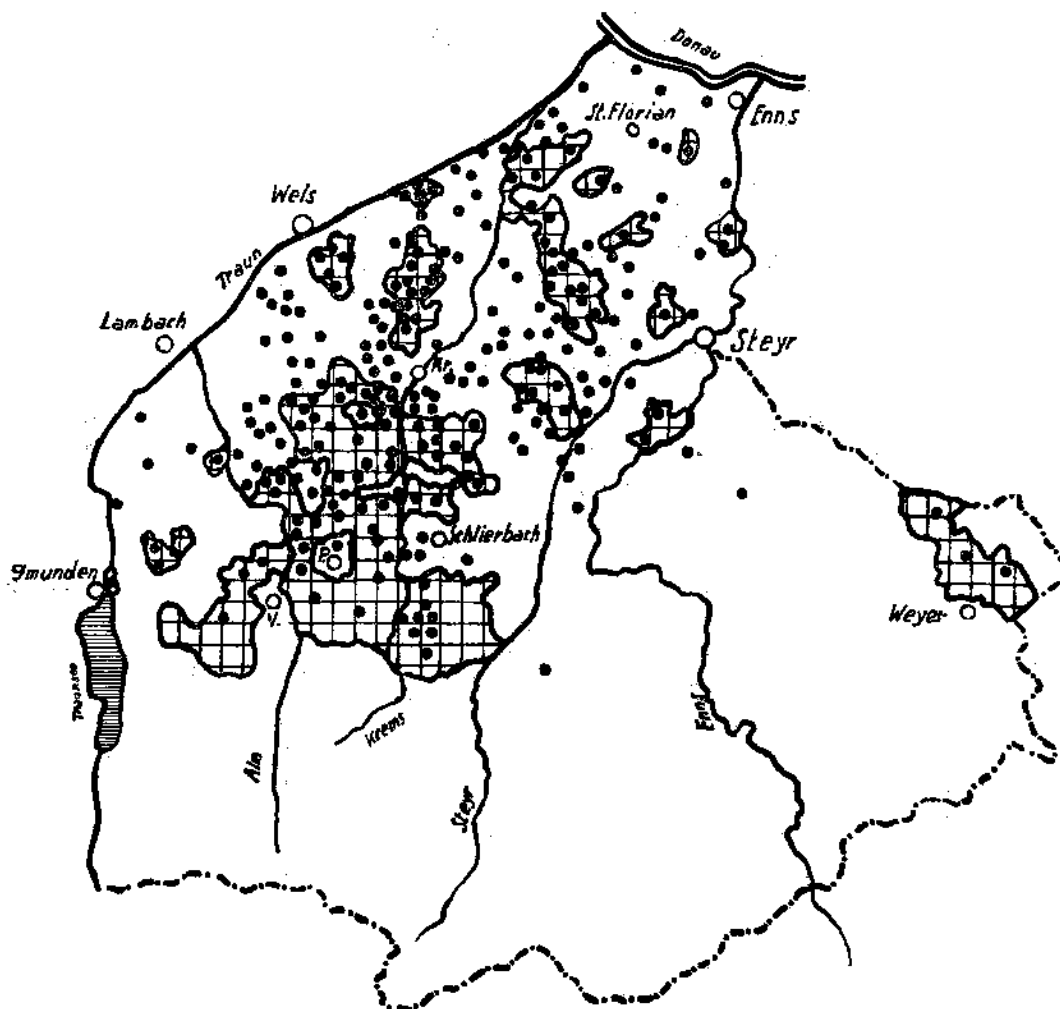 Donau
Enns
St.Florian
Wels
Traun
Lambach
Steyr
Kr.
Schlierbach
P.
gmunden
V.
Weyer
Traunsee
Enns
Krems
Alm
Steyr